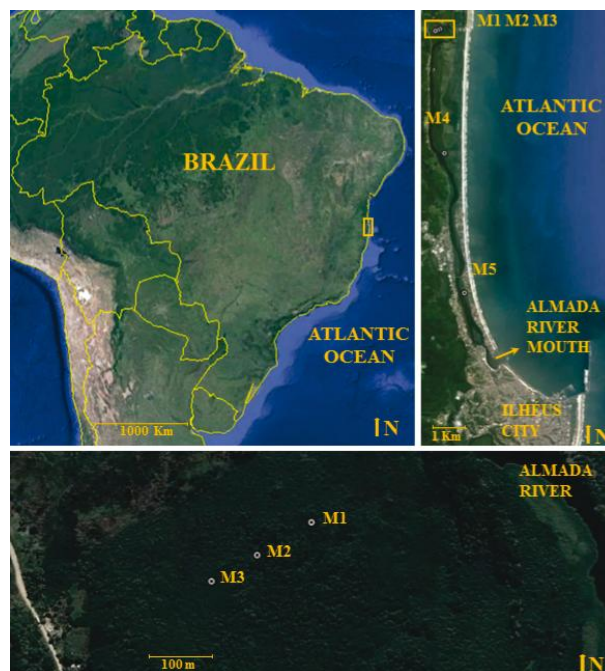 BRAZIL
ATLANTIC
OCEAN
1000 Km
N
M1 M2 M3
ATLANTIC
OCEAN
M4
M5
ALMADA
RIVER
MOUTH
ILHEUS
CITY
1 Km
N
ALMADA
RIVER
M1
M2
M3
100 m
N